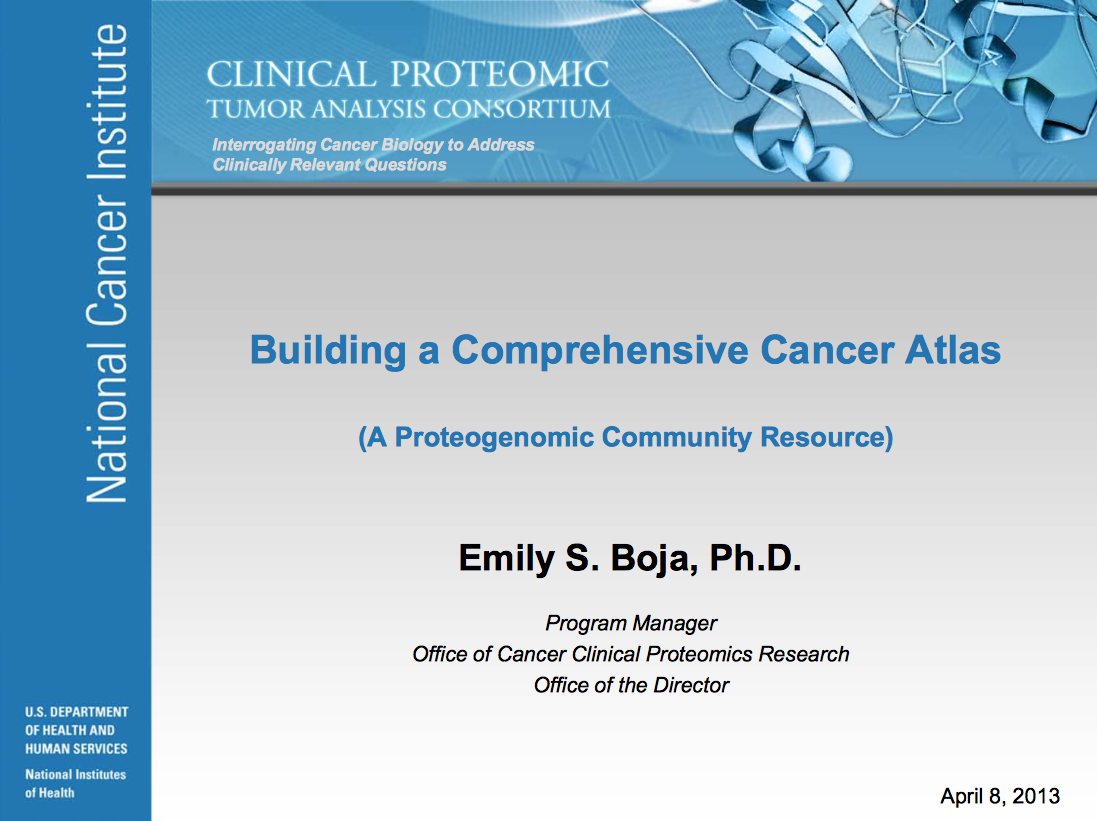 National Cancer Institute
CLINICAL PROTEOMIC
TUMOR ANALYSIS CONSORTIUM
Interrogating Cancer Biology to Address
Clinically Relevant Questions
Building a Comprehensive Cancer Atlas
(A Proteogenomic Community Resource)
Emily S. Boja, Ph.D.
Program Manager
Office of Cancer Clinical Proteomics Research
Office of the Director
U.S. DEPARTMENT
OF HEALTH AND
HUMAN SERVICES
National Institutes
of Health
April 8, 2013